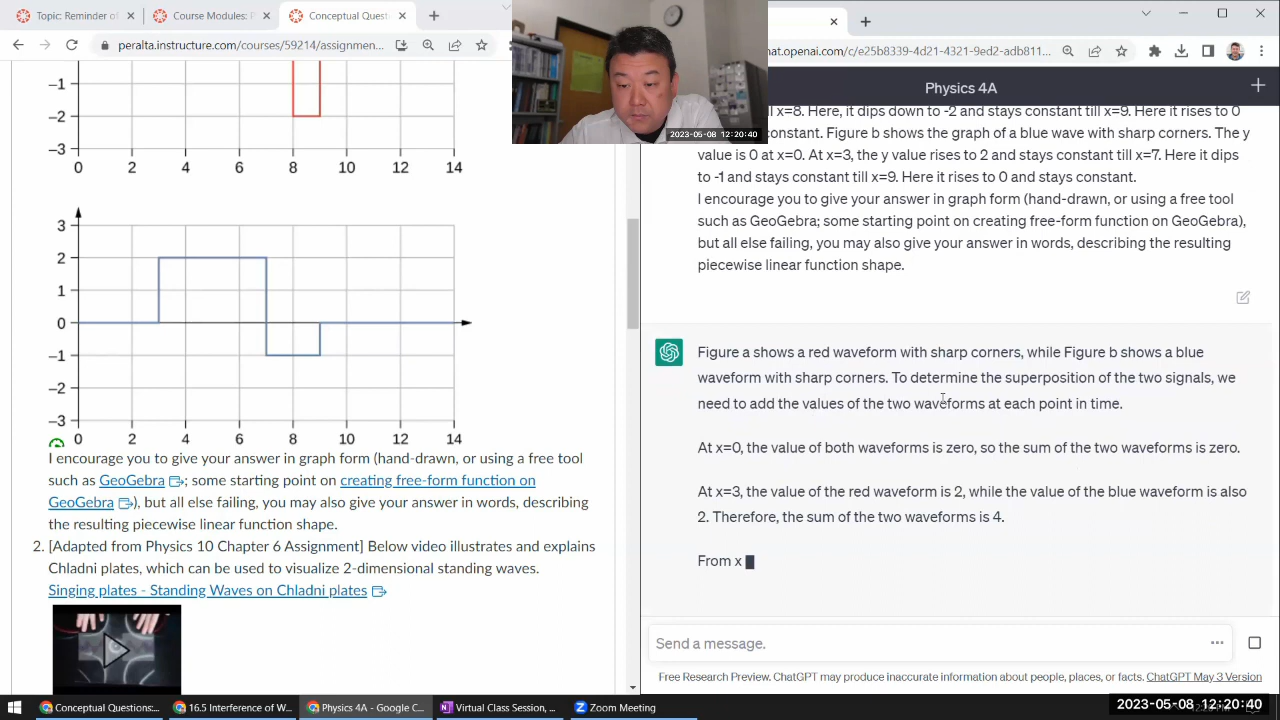 Topic: Remind
Course Modules: P
Conceptual Ques
peralta.instructure.com/courses/59214/assignmen...
hat.openai.com/c/e25b8339-4d21-4321-9ed2-adb811...
2023-05-08 12:20:40
Physics 4A
−1
−2
−3
0 2 4 6 8 10 12 14
3
2
1
0
−1
−2
−3
0 2 4 6 8 10 12 14
I encourage you to give your answer in graph form (hand-drawn, or using a free tool
such as GeoGebra; some starting point on creating free-form function on
GeoGebra), but all else failing, you may also give your answer in words, describing
the resulting piecewise linear function shape.
2. [Adapted from Physics 10 Chapter 6 Assignment] Below video illustrates and explains
Chladni plates, which can be used to visualize 2-dimensional standing waves.
Singing plates - Standing Waves on Chladni plates
l x=8. Here, it dips down to -2 and stays constant till x=9. Here it rises to 0
constant. Figure b shows the graph of a blue wave with sharp corners. The y
value is 0 at x=0. At x=3, the y value rises to 2 and stays constant till x=7. Here it dips
to -1 and stays constant till x=9. Here it rises to 0 and stays constant.
I encourage you to give your answer in graph form (hand-drawn, or using a free tool
such as GeoGebra; some starting point on creating free-form function on GeoGebra),
but all else failing, you may also give your answer in words, describing the resulting
piecewise linear function shape.
Figure a shows a red waveform with sharp corners, while Figure b shows a blue
waveform with sharp corners. To determine the superposition of the two signals, we
need to add the values of the two waveforms at each point in time.
At x=0, the value of both waveforms is zero, so the sum of the two waveforms is zero.
At x=3, the value of the red waveform is 2, while the value of the blue waveform is also
2. Therefore, the sum of the two waveforms is 4.
From x
Send a message.
Free Research Preview. ChatGPT may produce inaccurate information about people, places, or facts. ChatGPT May 3 Version
Conceptual Questions:...
16.5 Interference of W...
Physics 4A - Google C...
Virtual Class Session, ...
Zoom Meeting
2023-05-08 12:20:40